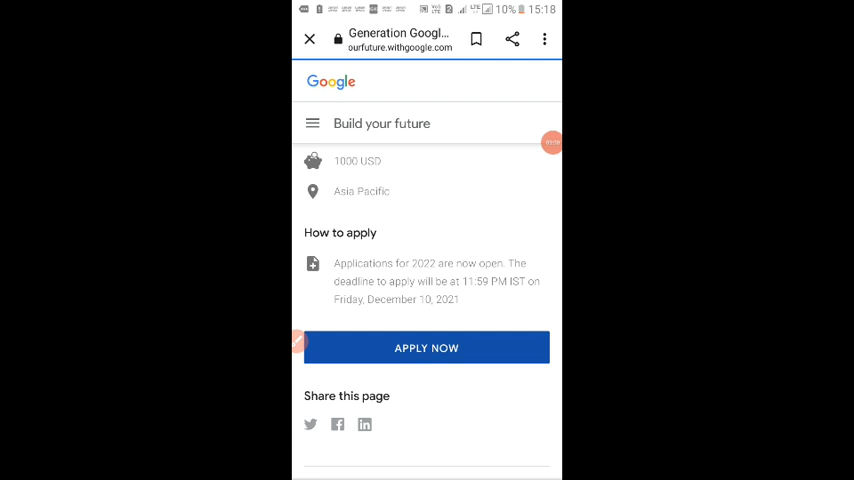 10% 15:18
Generation Googl...
ourfuture.withgoogle.com
Google
Build your future
1000 USD
Asia Pacific
How to apply
Applications for 2022 are now open. The
deadline to apply will be at 11:59 PM IST on
Friday, December 10, 2021
APPLY NOW
Share this page